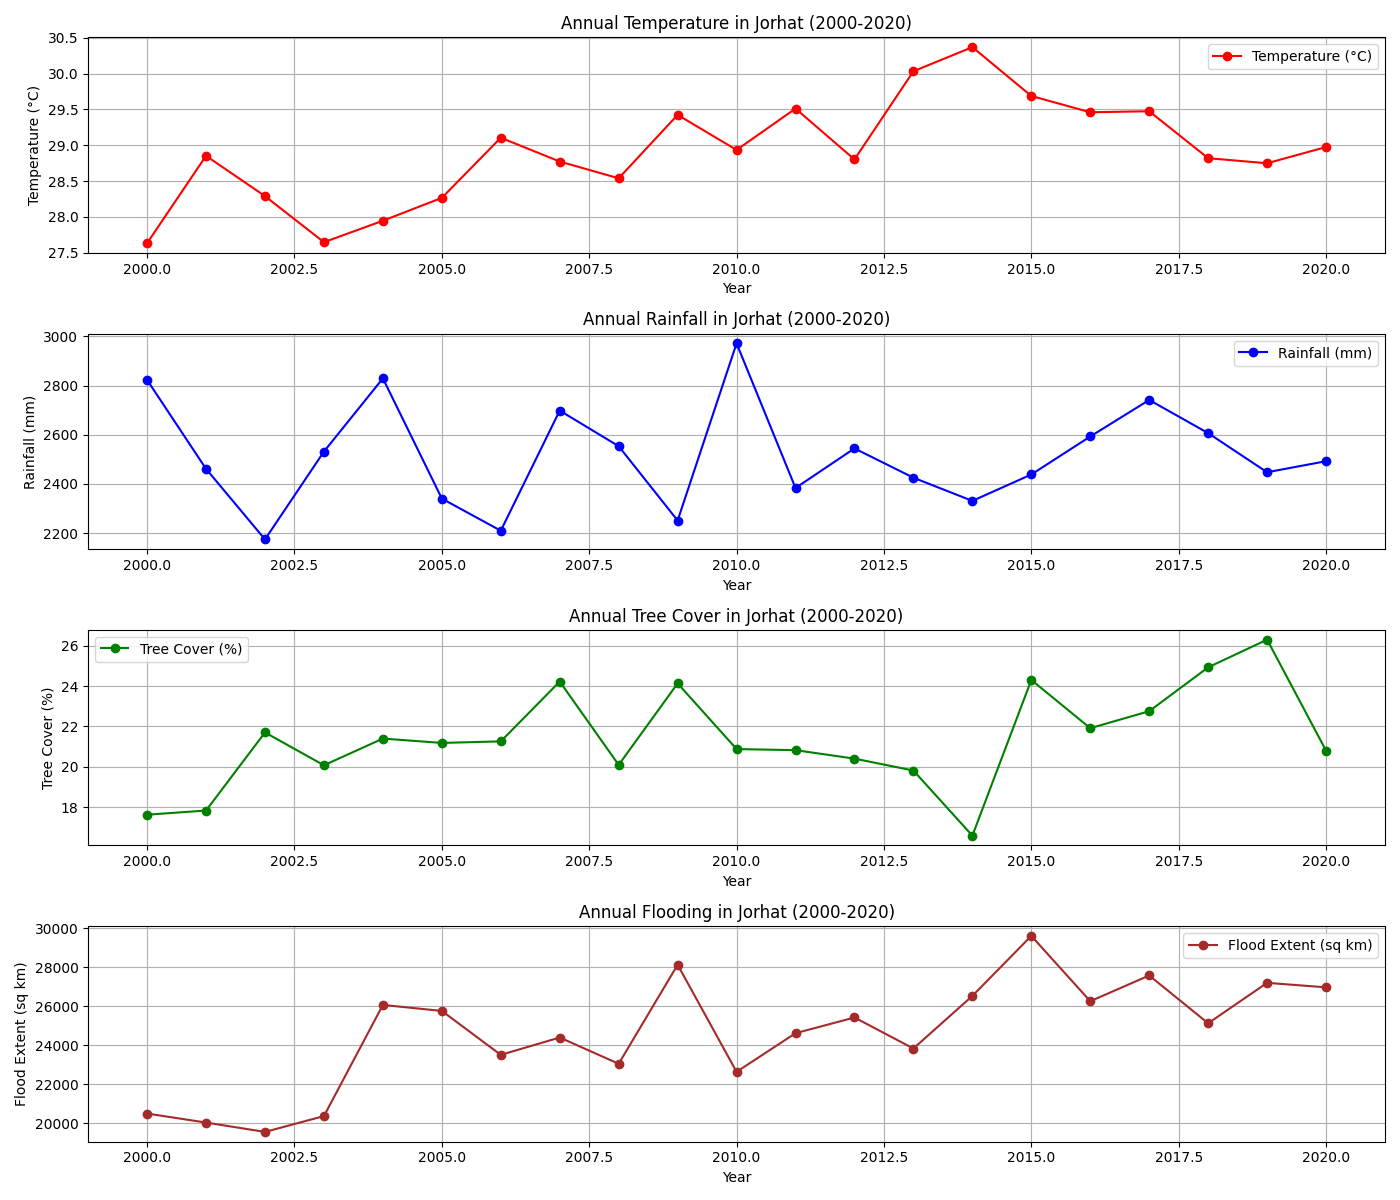 Annual Temperature in Jorhat (2000-2020)
Temperature (°C)
30.5
30.0
29.5
29.0
28.5
28.0
27.5
Temperature (°C)
2000.0 2002.5 2005.0 2007.5 2010.0 2012.5 2015.0 2017.5 2020.0
Year
Annual Rainfall in Jorhat (2000-2020)
Rainfall (mm)
3000
2800
2600
2400
2200
Rainfall (mm)
2000.0 2002.5 2005.0 2007.5 2010.0 2012.5 2015.0 2017.5 2020.0
Year
Annual Tree Cover in Jorhat (2000-2020)
Tree Cover (%)
26
24
22
20
18
Tree Cover (%)
2000.0 2002.5 2005.0 2007.5 2010.0 2012.5 2015.0 2017.5 2020.0
Year
Annual Flooding in Jorhat (2000-2020)
Flood Extent (sq km)
30000
28000
26000
24000
22000
20000
Flood Extent (sq km)
2000.0 2002.5 2005.0 2007.5 2010.0 2012.5 2015.0 2017.5 2020.0
Year